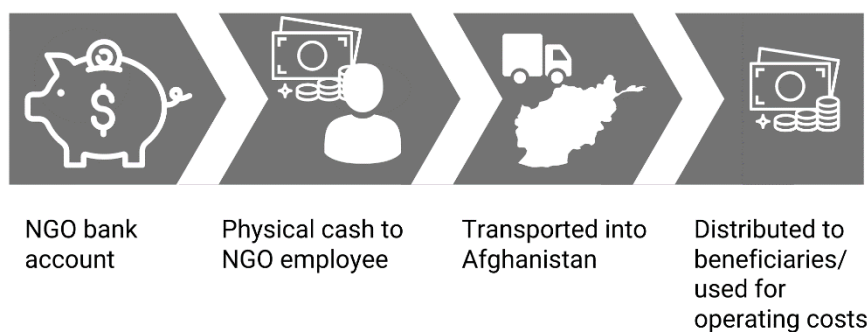 $
NGO bank
account
Physical cash to
NGO employee
Transported into
Afghanistan
Distributed to
beneficiaries/
used for
operating costs